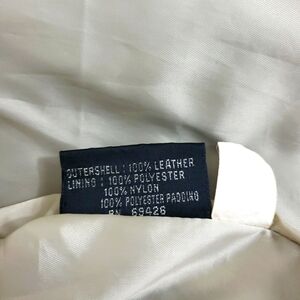 OUTERSHELL : 100% LEATHER
LINING : 100% POLYESTER
100% NYLON
100% POLYESTER PADDING
RN 69426